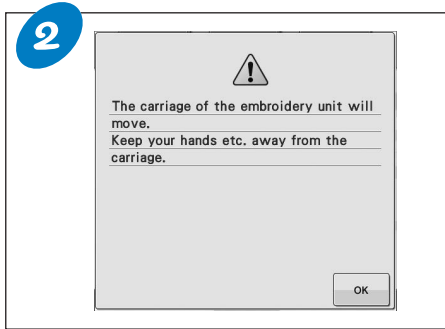 2
The carriage of the embroidery unit will
move.
Keep your hands etc. away from the
carriage.
OK